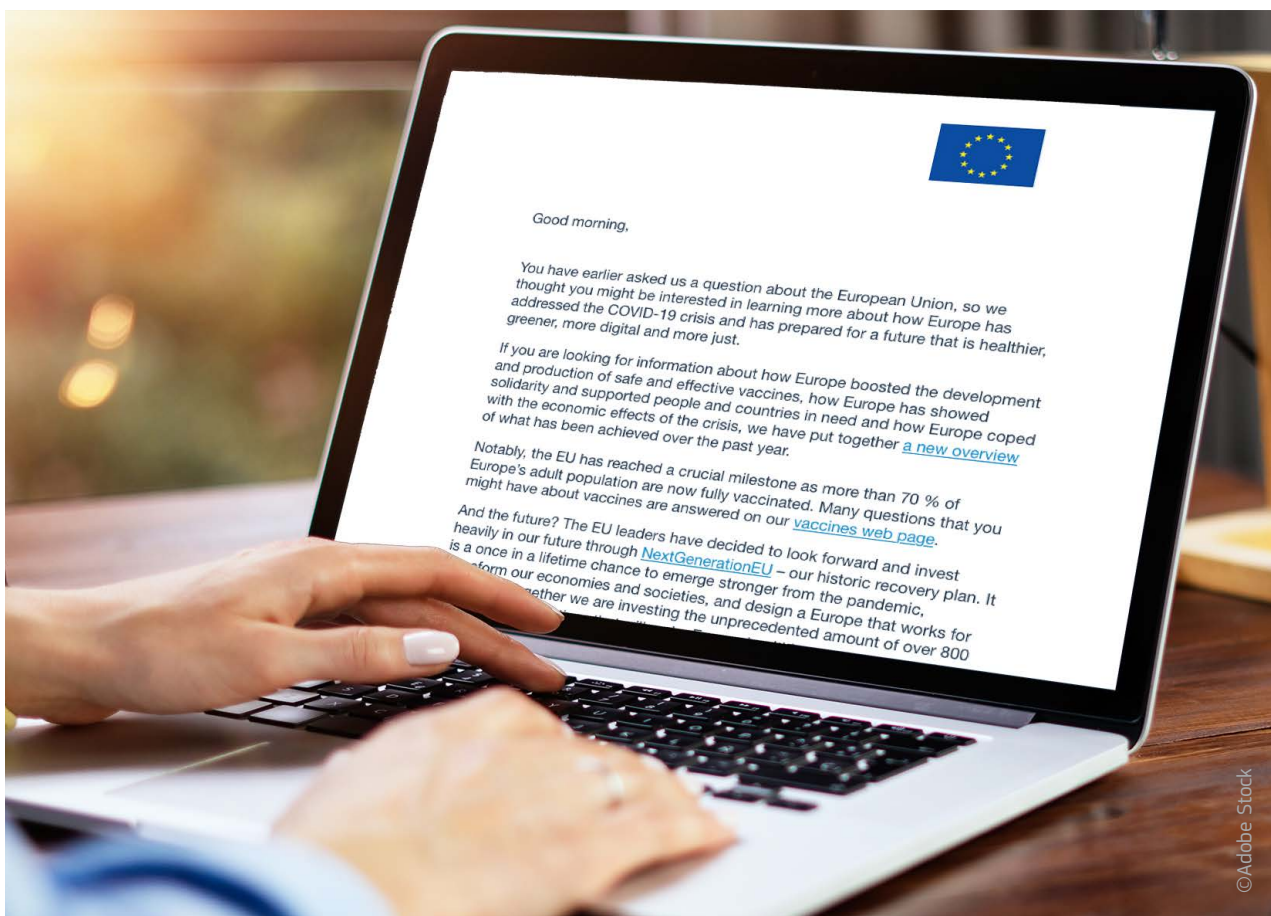 Good morning,
You have earlier asked us a question about the European Union, so we
thought you might be interested in learning more about how Europe has
addressed the COVID-19 crisis and has prepared for a future that is healthier,
greener, more digital and more just.
If you are looking for information about how Europe boosted the development
and production of safe and effective vaccines, how Europe has showed
solidarity and supported people and countries in need and how Europe coped
with the economic effects of the crisis, we have put together a new overview
of what has been achieved over the past year.
Notably, the EU has reached a crucial milestone as more than 70 % of
Europe's adult population are now fully vaccinated. Many questions that you
might have about vaccines are answered on our vaccines web page.
And the future? The EU leaders have decided to look forward and invest
heavily in our future through NextGenerationEU – our historic recovery plan. It
is a once in a lifetime chance to emerge stronger from the pandemic,
our economies and societies, and design a Europe that works for
we are investing the unprecedented amount of over 800
©Adobe Stock